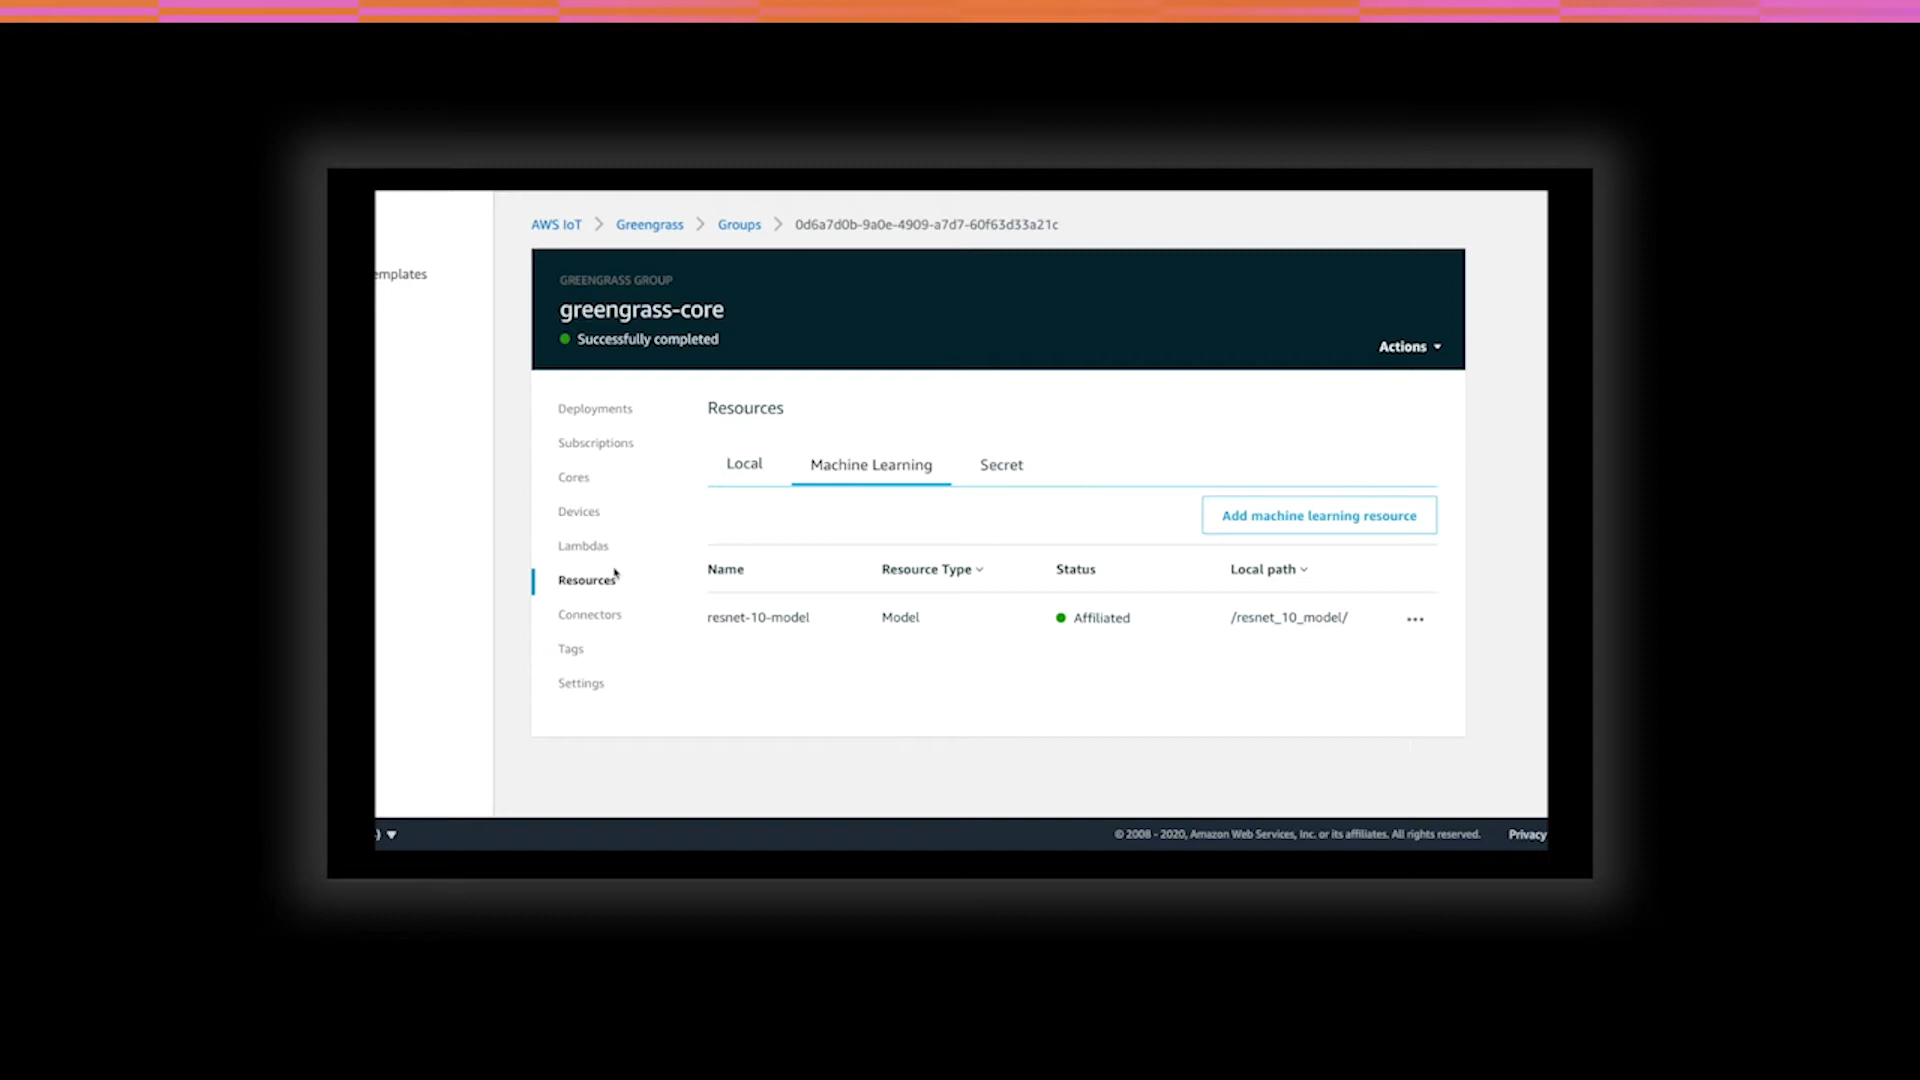 AWS IoT > Greengrass > Groups > 0d6a7d0b-9a0e-4909-a7d7-60f63d33a21c
emplates
GREENGRASS GROUP
greengrass-core
Successfully completed
Actions
Deployments
Subscriptions
Cores
Devices
Lambdas
Resources
Connectors
Tags
Settings
Resources
Local Machine Learning Secret
Add machine learning resource
Name Resource Type Status Local path
resnet-10-model Model Affiliated /resnet_10_model/ •••
) © 2008 - 2020, Amazon Web Services, Inc. or its affiliates. All rights reserved. Privacy